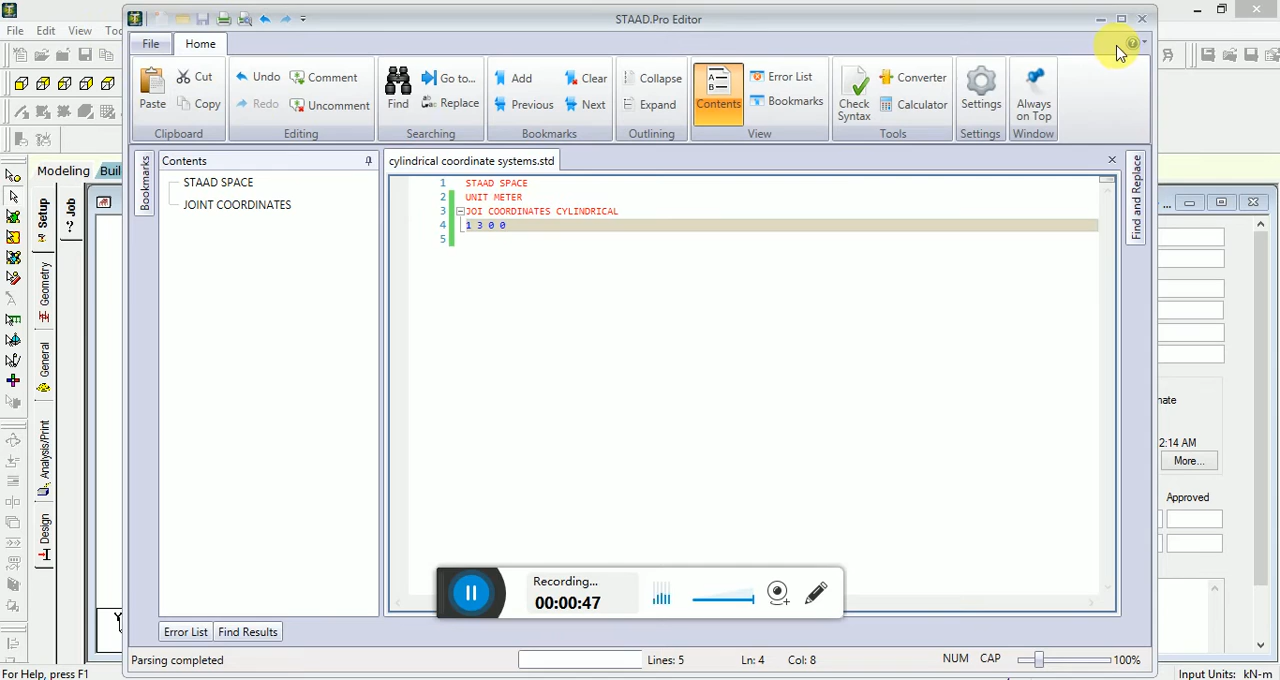 STAAD.Pro Editor
File Edit View
File Home
Paste Cut Copy Clipboard
Undo Redo Comment Uncomment Editing
Find Go to... Replace Searching
Add Previous Clear Next Bookmarks
Collapse Expand Outlining
Contents Error List Bookmarks View
Check Syntax Converter Calculator Tools
Settings Settings
Always on Top Window
Modeling
Setup
Job
Geometry
General
Analysis/Print
Design
Bookmarks
Contents
STAAD SPACE
JOINT COORDINATES
cylindrical coordinate systems.std
1 STAAD SPACE
2 UNIT METER
3 JOI COORDINATES CYLINDRICAL
4 1 3 0 0
5
Find and Replace
2:14 AM
More...
Approved
Recording...
00:00:47
Error List Find Results
Parsing completed Lines: 5 Ln: 4 Col: 8 NUM CAP 100%
For Help, press F1 Input Units: kN-m